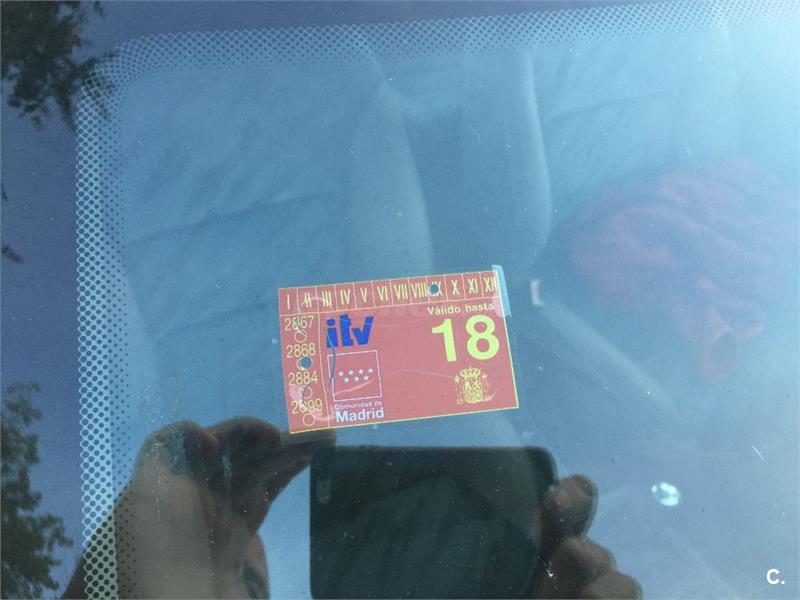 I II III IV V VI VII VIII IX X XI XII
2867
2868
2884
2899
itv
Válido hasta
18
Comunidad de
Madrid
C.